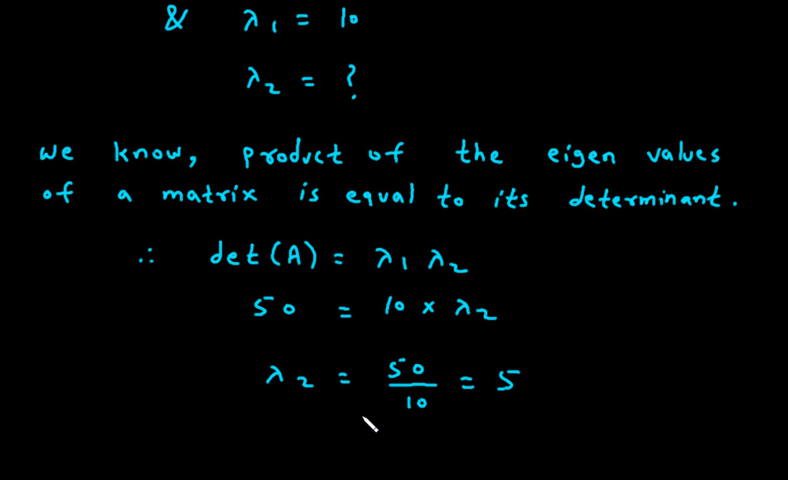 & λ₁ = 10
λ₂ = ?
we know, product of the eigen values
of a matrix is equal to its determinant.
∴ det(A) = λ₁ λ₂
50 = 10 × λ₂
λ₂ = 50/10 = 5